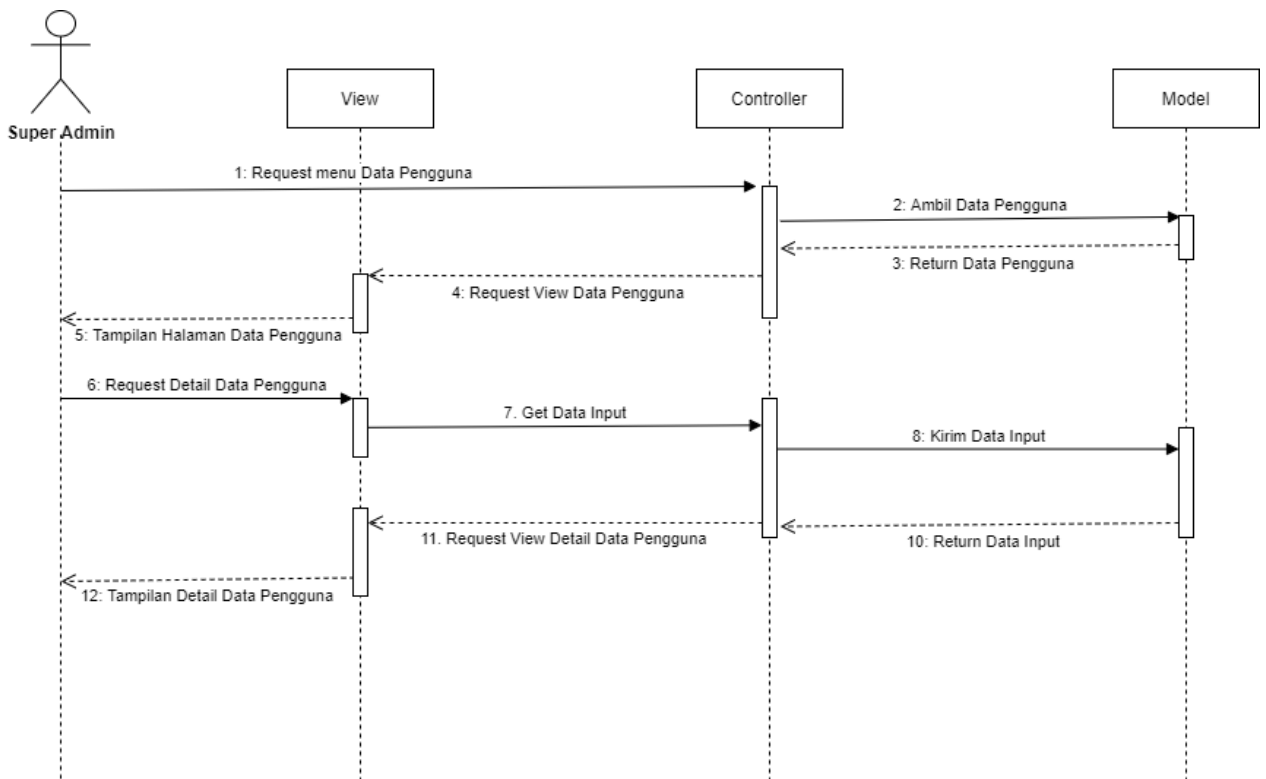 View
Controller
Model
Super Admin
1: Request menu Data Pengguna
2: Ambil Data Pengguna
3: Return Data Pengguna
4: Request View Data Pengguna
5: Tampilan Halaman Data Pengguna
6: Request Detail Data Pengguna
7. Get Data Input
8: Kirim Data Input
11. Request View Detail Data Pengguna
10: Return Data Input
12: Tampilan Detail Data Pengguna